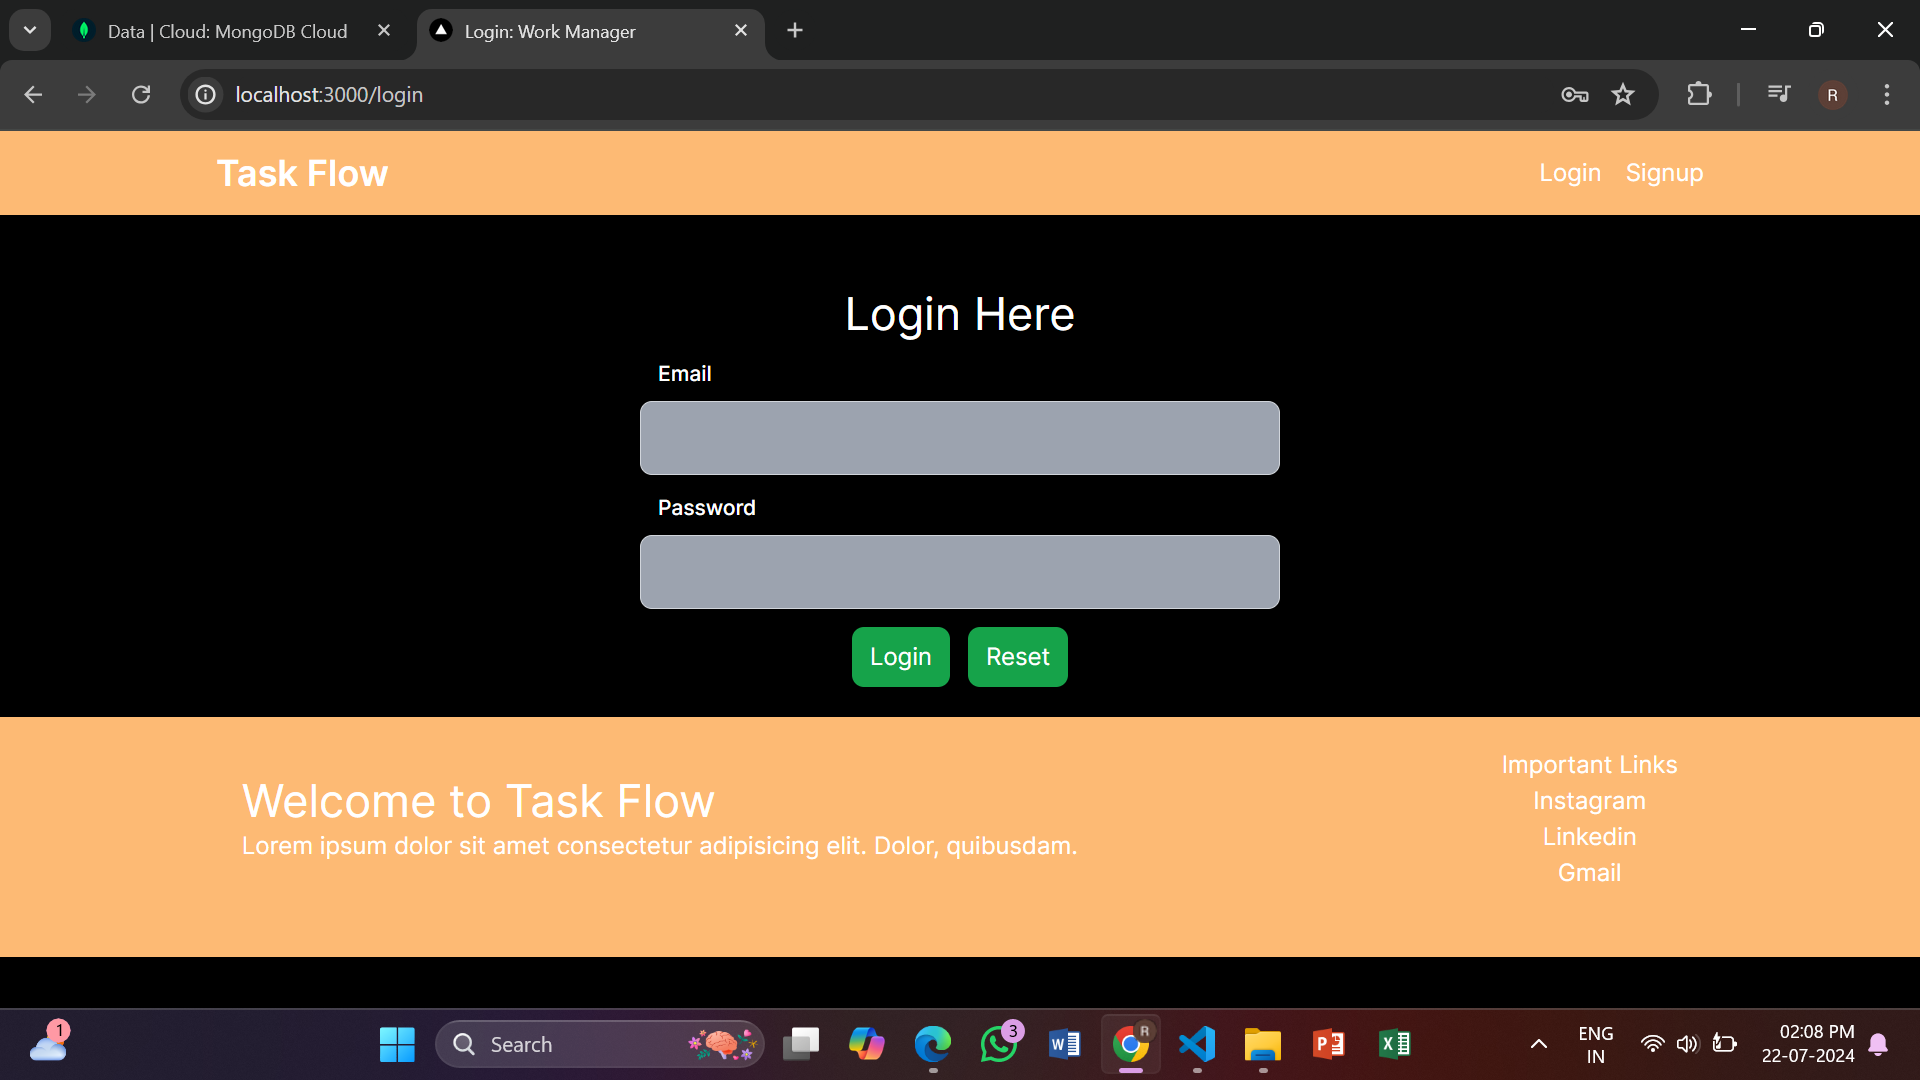 Data | Cloud: MongoDB Cloud
Login: Work Manager
localhost:3000/login
R
Task Flow
Login
Signup
Login Here
Email
Password
Login
Reset
Welcome to Task Flow
Lorem ipsum dolor sit amet consectetur adipisicing elit. Dolor, quibusdam.
Important Links
Instagram
Linkedin
Gmail
1
Search
3
W
R
P
X
ENG
IN
02:08 PM
22-07-2024